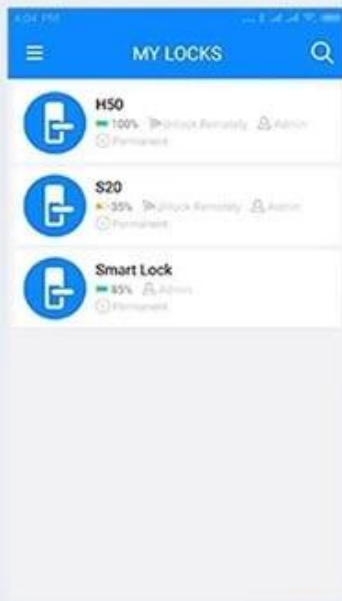 4:04 PM
MY LOCKS
H50
100% Unlock Remotely Admin
Permanent
S20
35% Unlock Remotely Admin
Permanent
Smart Lock
85% Admin
Permanent